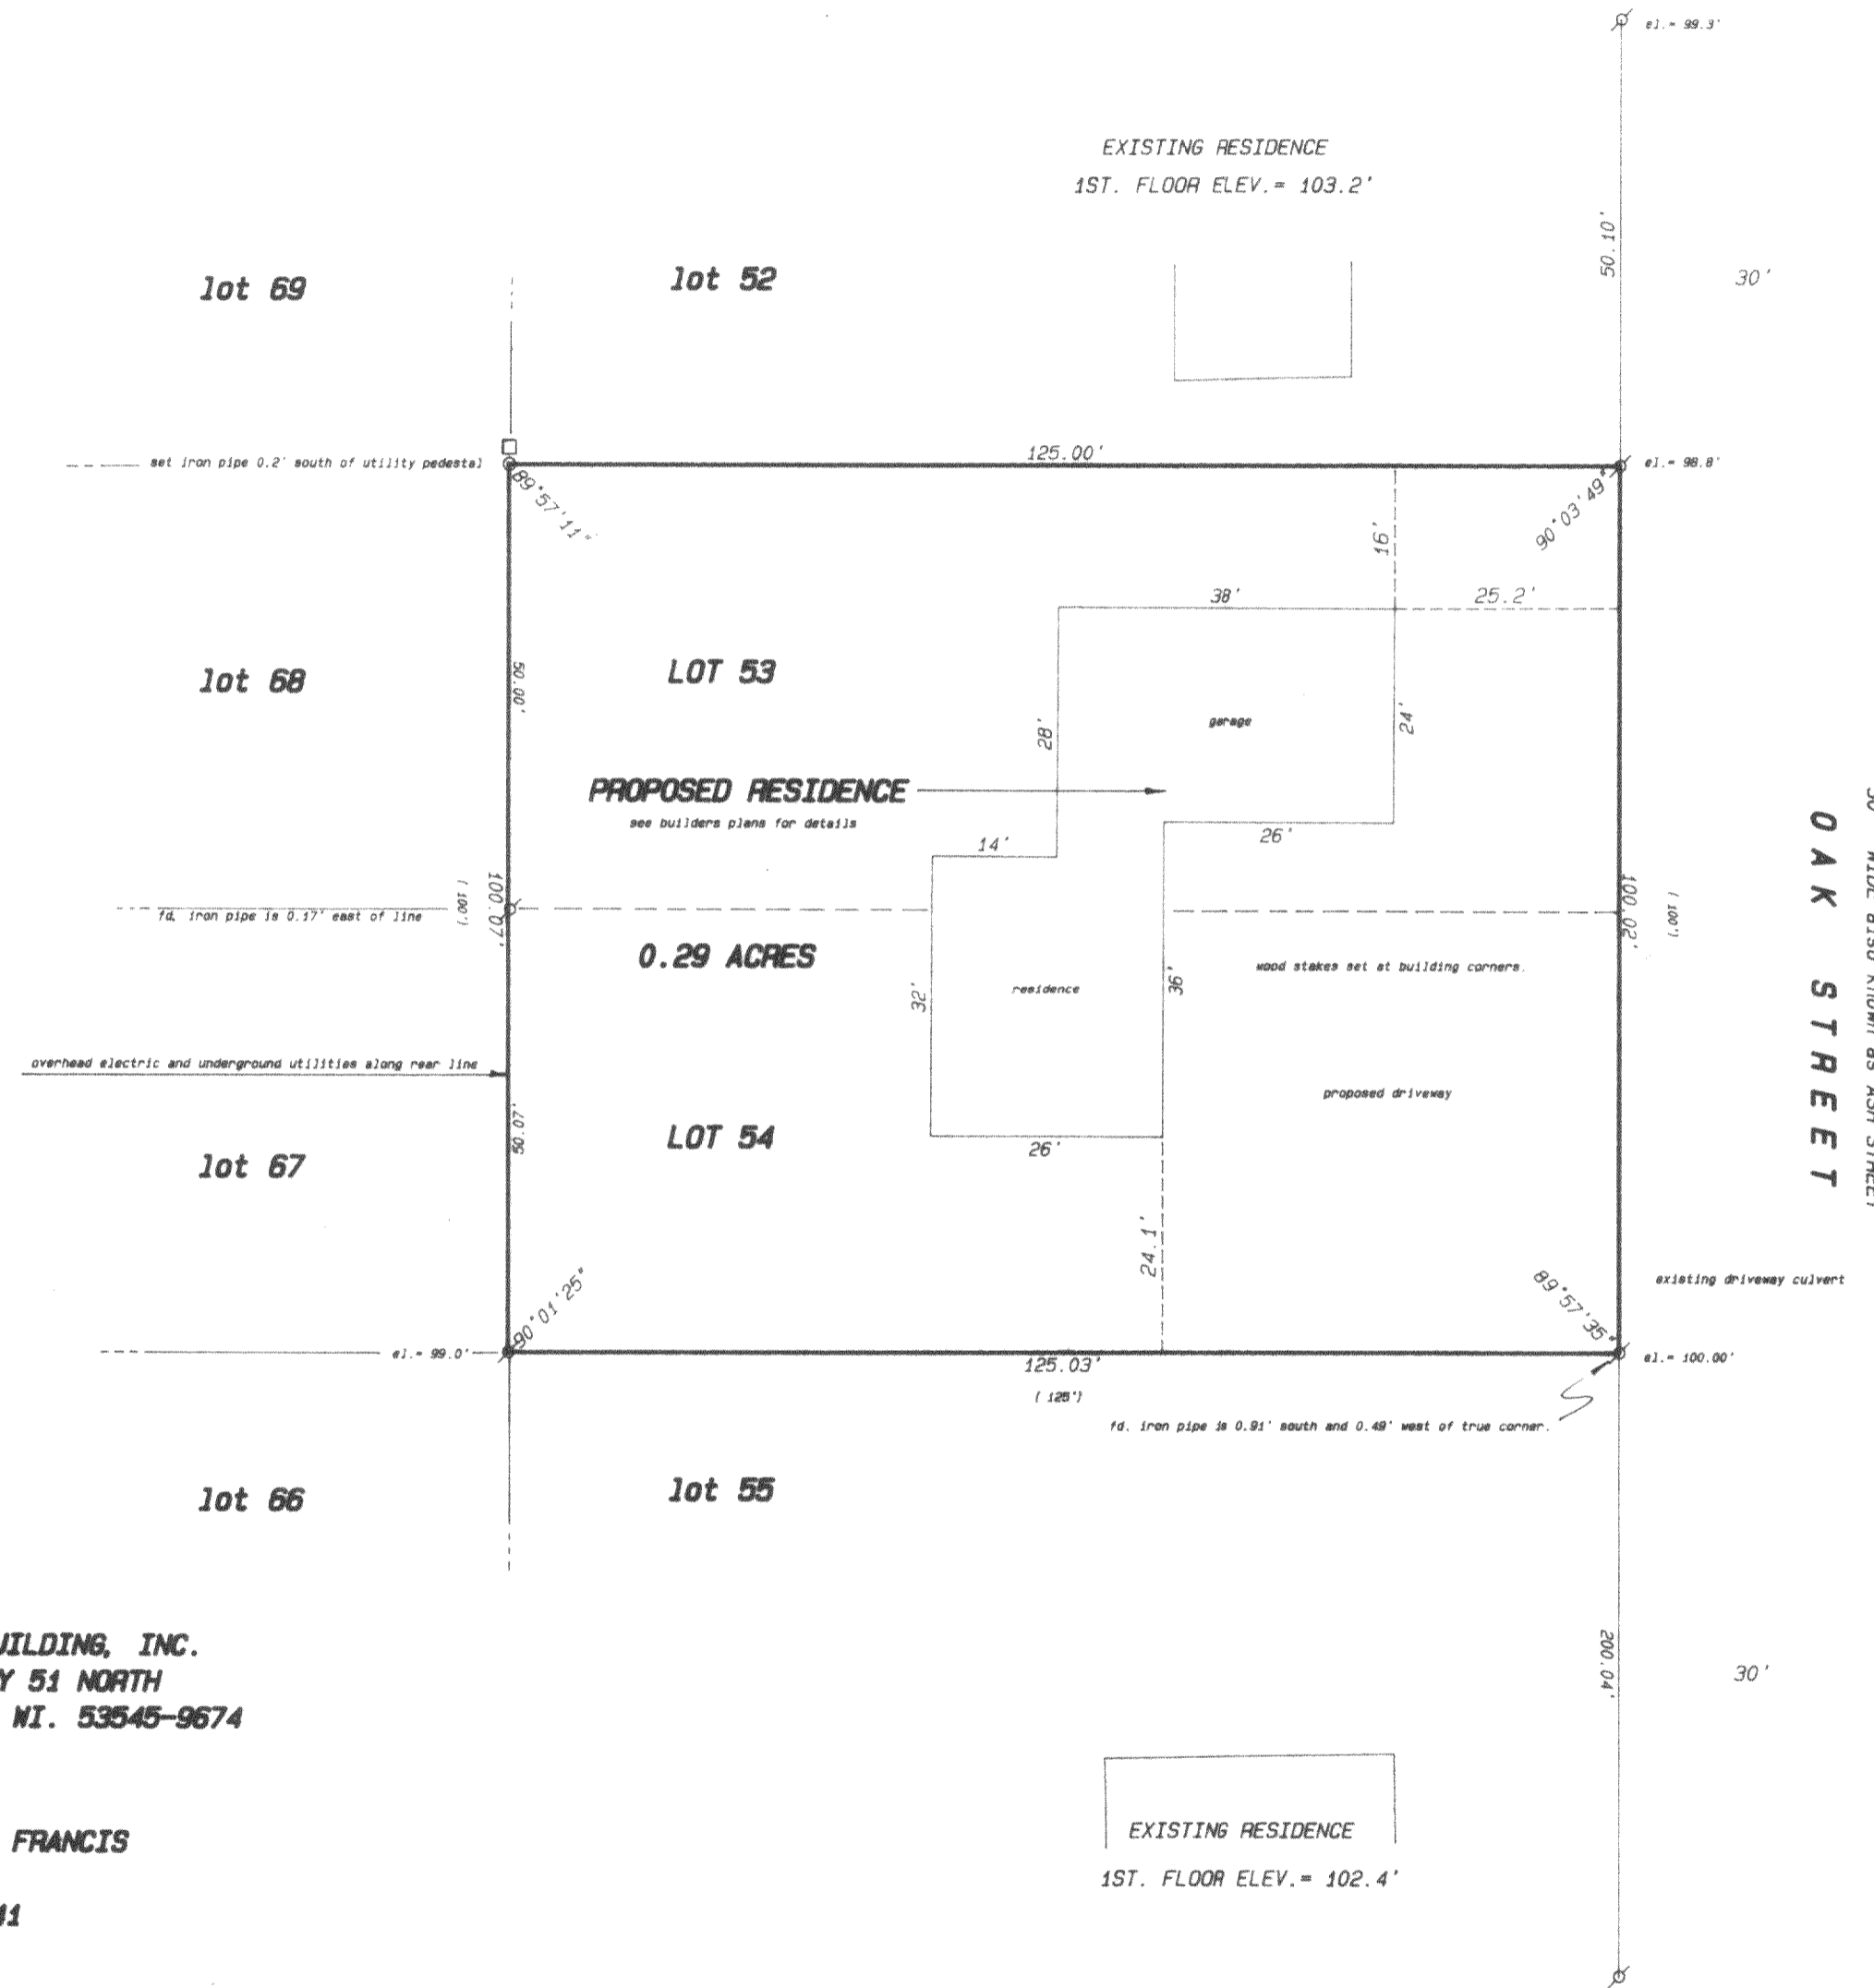 el.= 99.3'
EXISTING RESIDENCE
1ST. FLOOR ELEV.= 103.2'
50.10'
30'
lot 69
lot 52
set iron pipe 0.2' south of utility pedestal
125.00'
el.= 98.8'
89°57'11"
90°03'49"
16'
38'
25.2'
lot 68
50.00'
LOT 53
28'
garage
24'
PROPOSED RESIDENCE
see builders plans for details
14'
26'
WIDE also known as ASH STREET
OAK STREET
fd. iron pipe is 0.17' east of line
(100')
100.07'
100.02'
(100')
0.29 ACRES
32'
residence
36'
wood stakes set at building corners.
overhead electric and underground utilities along rear line
proposed driveway
50.07'
LOT 54
lot 67
26'
24.1'
90°01'25"
89°57'35"
existing driveway culvert
el.= 99.0'
125.03'
el.= 100.00'
(125')
fd. iron pipe is 0.91' south and 0.49' west of true corner.
lot 66
lot 55
UILDING, INC.
Y 51 NORTH
WI. 53545-9674
200.04'
30'
FRANCIS
EXISTING RESIDENCE
1ST. FLOOR ELEV.= 102.4'